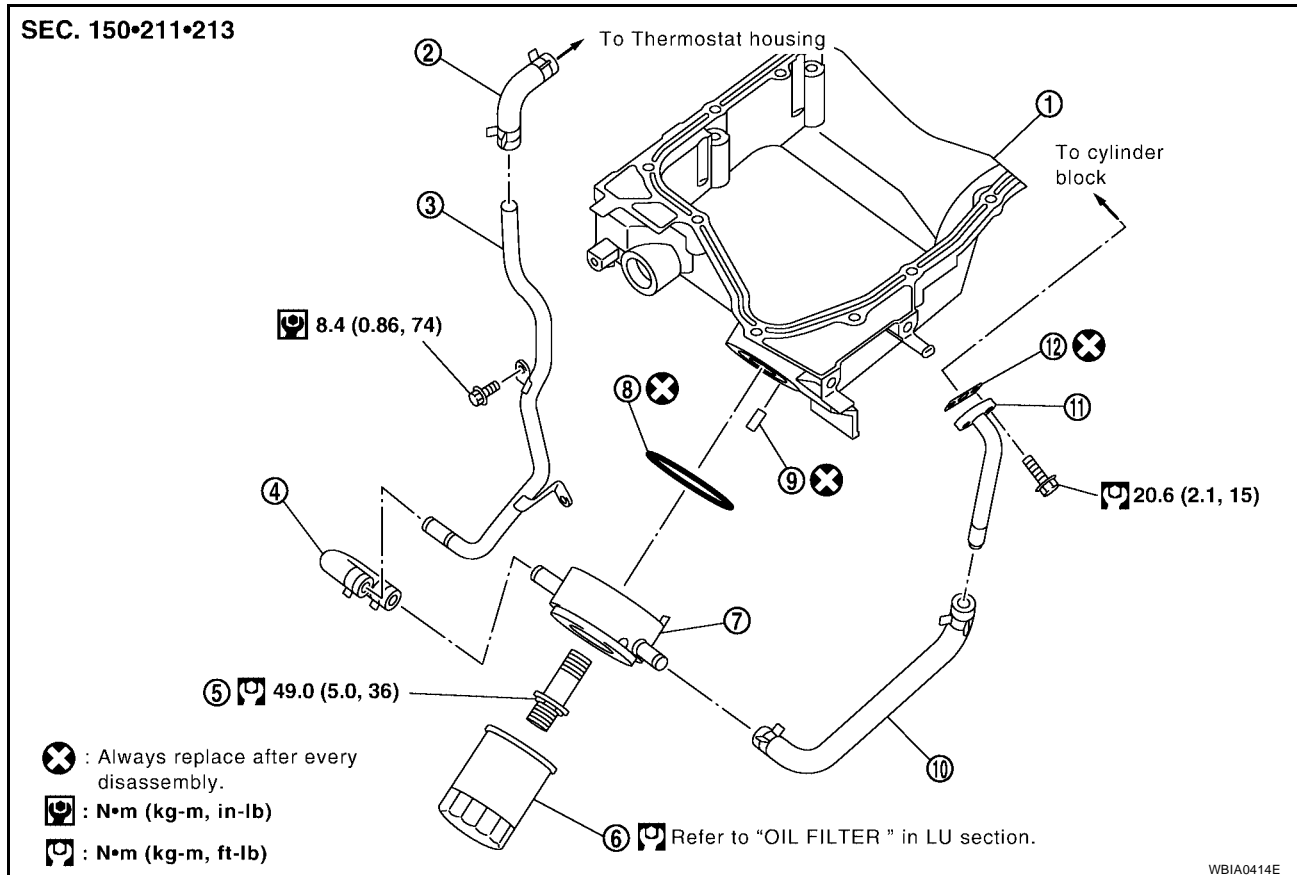 SEC. 150•211•213
To Thermostat housing
2
1
To cylinder
block
3
8.4 (0.86, 74)
12
8
11
9
4
20.6 (2.1, 15)
7
5 49.0 (5.0, 36)
: Always replace after every
disassembly.
10
: N•m (kg-m, in-lb)
6 Refer to "OIL FILTER " in LU section.
: N•m (kg-m, ft-lb)
WBIA0414E